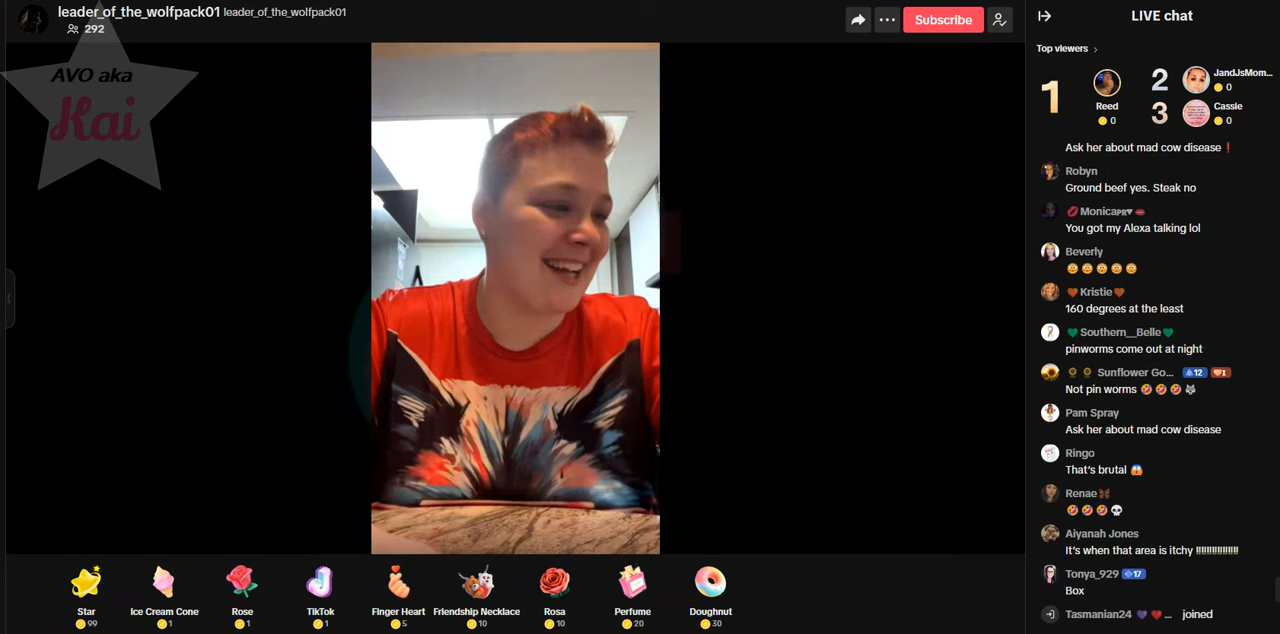 leader_of_the_wolfpack01 leader_of_the_wolfpack01
292
Subscribe
AVO aka
Kai
LIVE chat
Top viewers
1
Reed
0
2
JandJsMom...
0
3
Cassie
0
Ask her about mad cow disease❗
Robyn
Ground beef yes. Steak no
💋MonicaPR♥👄
You got my Alexa talking lol
Beverly
Kristie
160 degrees at the least
💚Southern__Belle💚
pinworms come out at night
🌻🌻 Sunflower Go... 12 I
Not pin worms 🤣🤣🤣🐺
Pam Spray
Ask her about mad cow disease
Ringo
That's brutal 😱
Renae
🤣🤣🤣💀
Aiyanah Jones
It's when that area is itchy !!!!!!!!!!!!!!!!
Tonya_929 17
Box
Tasmanian24 💜❤️... joined
Star
99
Ice Cream Cone
1
Rose
1
TikTok
1
Finger Heart
5
Friendship Necklace
10
Rosa
10
Perfume
20
Doughnut
30